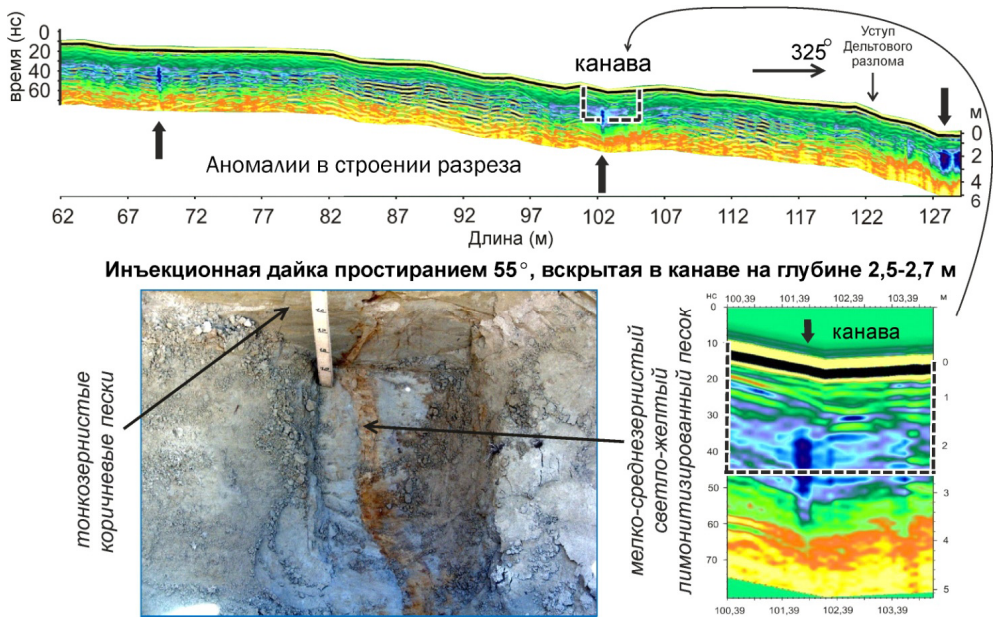 время (нс)
0
20
40
60
канава
325°
Уступ
Дельтового
разлома
м
0
2
4
6
Аномалии в строении разреза
62 67 72 77 82 87 92 97 102 107 112 117 122 127
Длина (м)
Инъекционная дайка простиранием 55°, вскрытая в канаве на глубине 2,5-2,7 м
тонкозернистые
коричневые пески
мелко-среднезернистый
светло-желтый
лимонитизированный песок
нс 100,39 101,39 102,39 103,39 м
0
10
20
30
40
50
60
70
канава
0
1
2
3
4
5
100,39 101,39 102,39 103,39